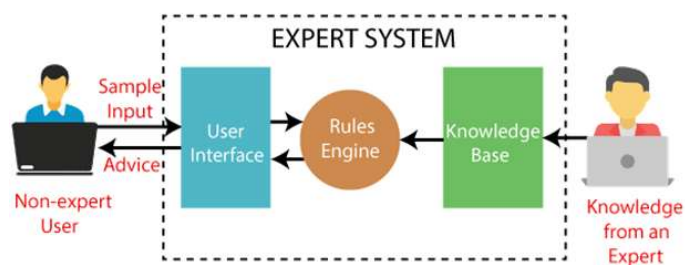 EXPERT SYSTEM
Sample
Input
Advice
Non-expert
User
User
Interface
Rules
Engine
Knowledge
Base
Knowledge
from an
Expert